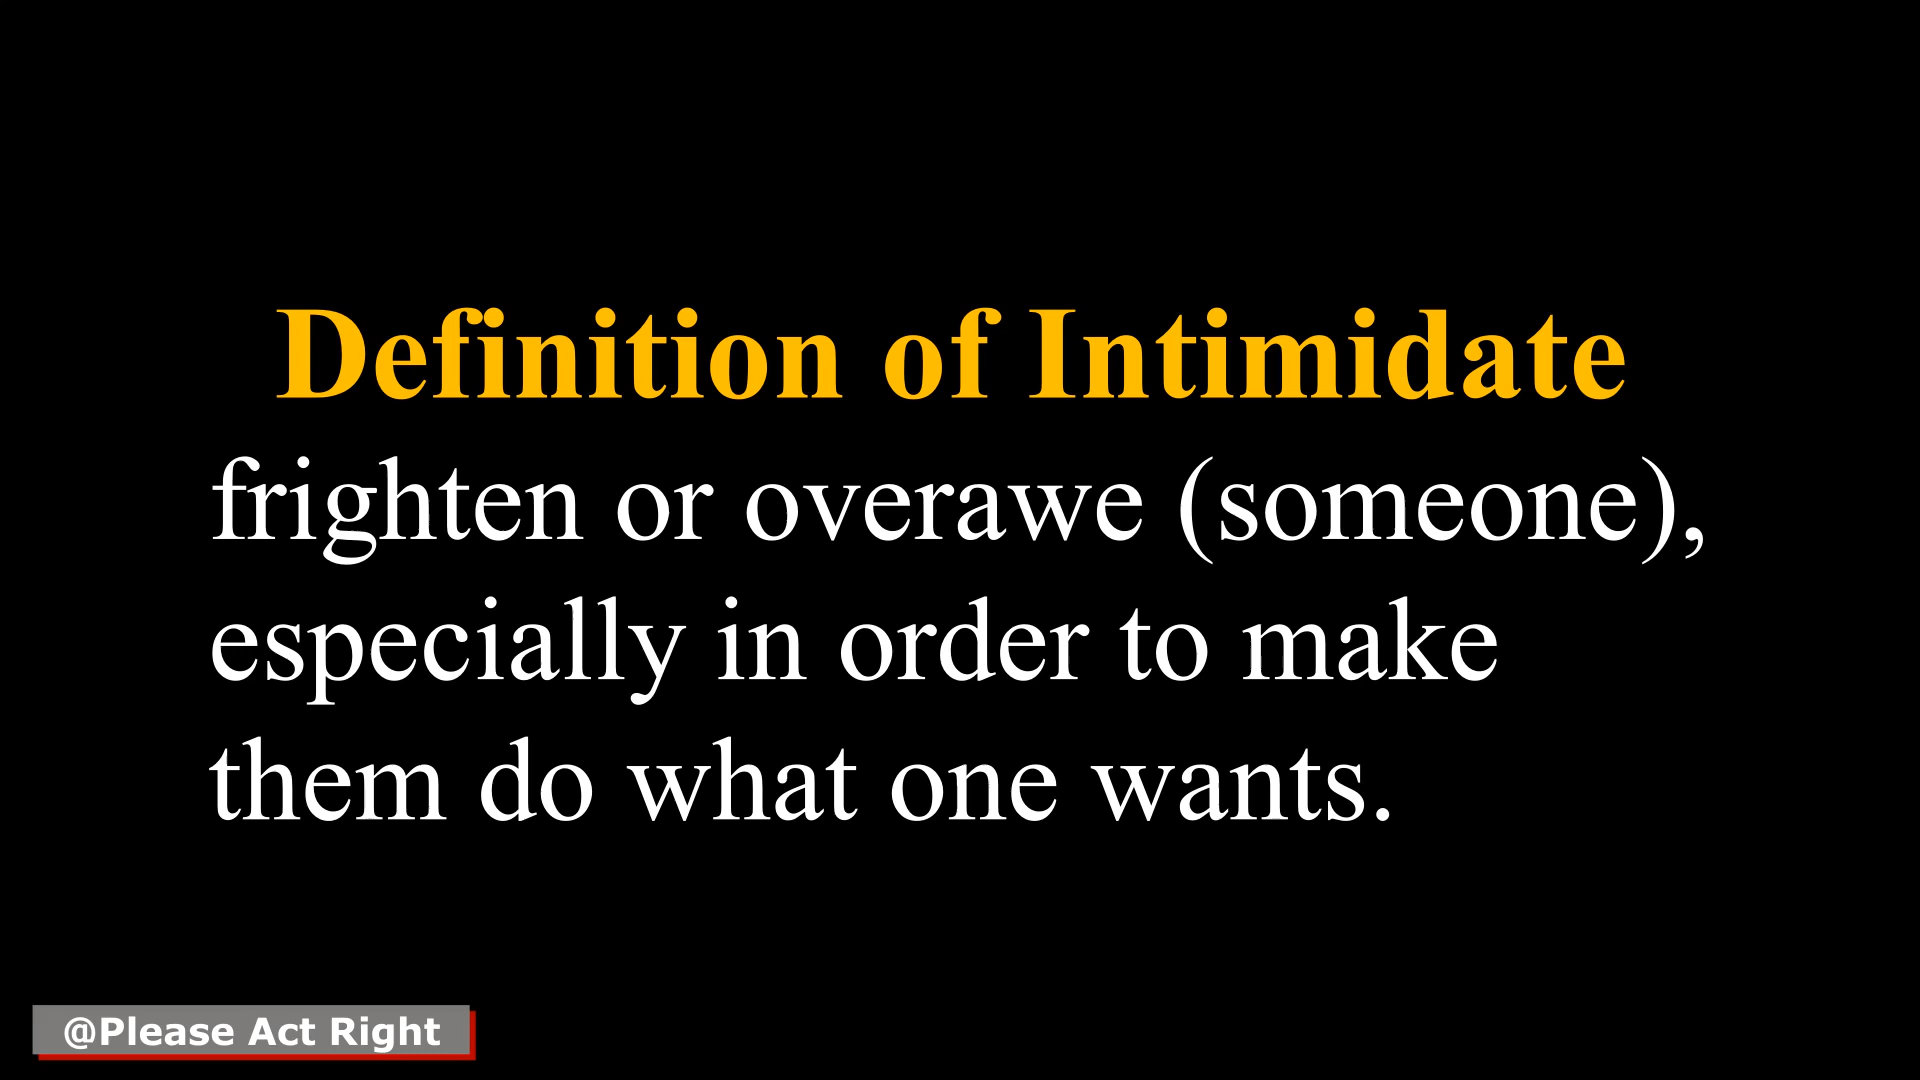 Definition of Intimidate
frighten or overawe (someone),
especially in order to make
them do what one wants.
@Please Act Right